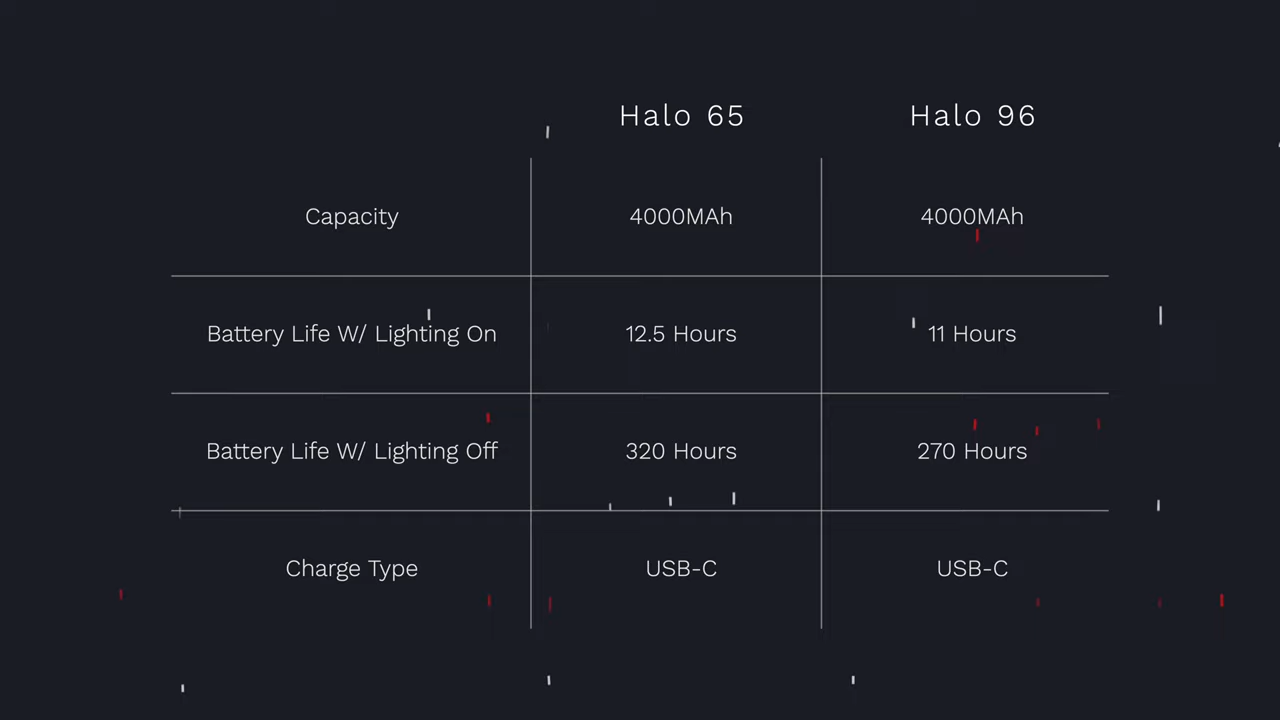 Halo 65 Halo 96
Capacity 4000MAh 4000MAh
Battery Life W/ Lighting On 12.5 Hours 11 Hours
Battery Life W/ Lighting Off 320 Hours 270 Hours
Charge Type USB-C USB-C